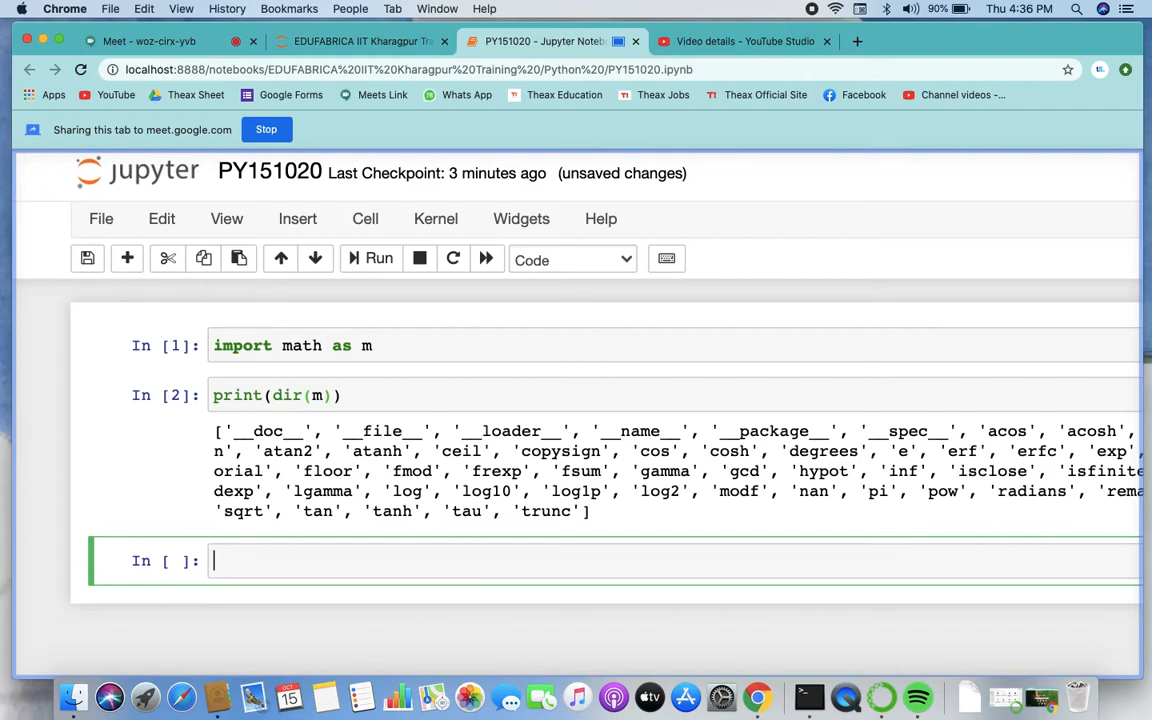 Chrome File Edit View History Bookmarks People Tab Window Help 90% Thu 4:36 PM
Meet - woz-cirx-yvb EDUFABRICA IIT Kharagpur Tra PY151020 - Jupyter Noteb Video details - YouTube Studio
localhost:8888/notebooks/EDUFABRICA%20IIT%20Kharagpur%20Training%20/Python%20/PY151020.ipynb
Apps YouTube Theax Sheet Google Forms Meets Link Whats App Theax Education Theax Jobs Theax Official Site Facebook Channel videos -...
Sharing this tab to meet.google.com Stop
jupyter PY151020 Last Checkpoint: 3 minutes ago (unsaved changes)
File Edit View Insert Cell Kernel Widgets Help
Run Code
In [1]: import math as m
In [2]: print(dir(m))
['__doc__', '__file__', '__loader__', '__name__', '__package__', '__spec__', 'acos', 'acosh',
n', 'atan2', 'atanh', 'ceil', 'copysign', 'cos', 'cosh', 'degrees', 'e', 'erf', 'erfc', 'exp',
orial', 'floor', 'fmod', 'frexp', 'fsum', 'gamma', 'gcd', 'hypot', 'inf', 'isclose', 'isfinite
dexp', 'lgamma', 'log', 'log10', 'log1p', 'log2', 'modf', 'nan', 'pi', 'pow', 'radians', 'rema
'sqrt', 'tan', 'tanh', 'tau', 'trunc']
In [ ]:
OCT
15